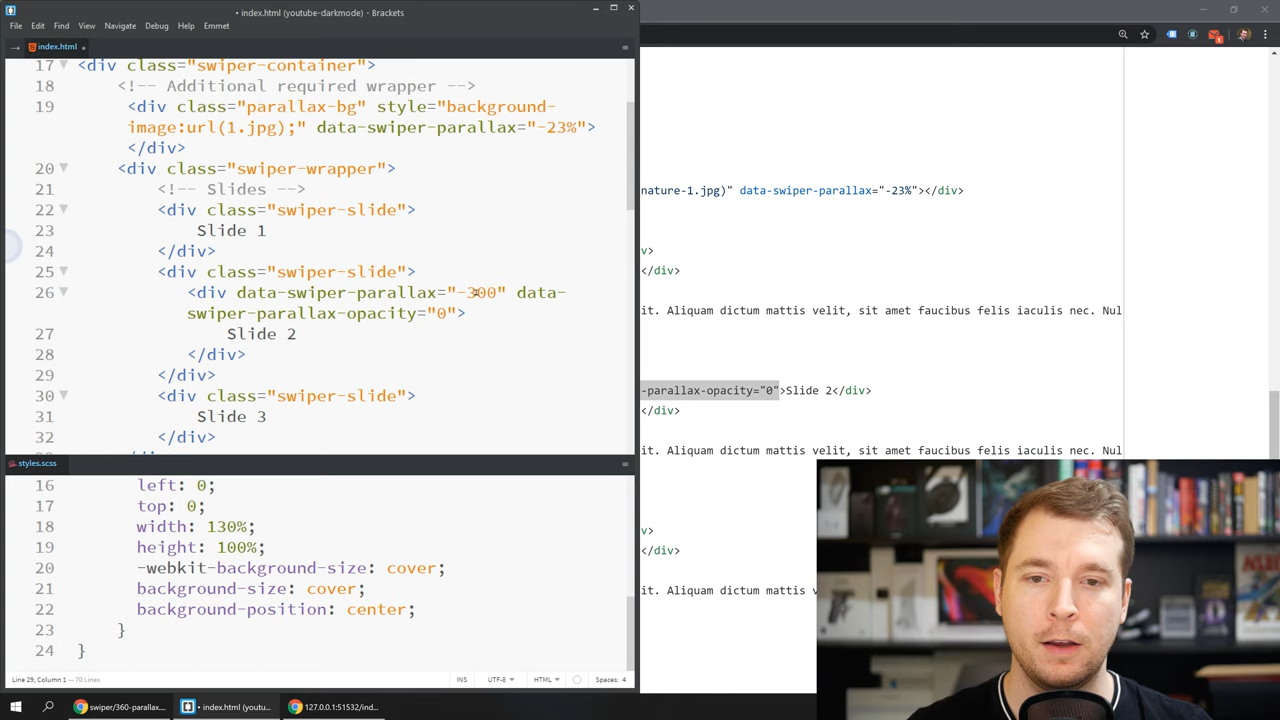 • index.html (youtube-darkmode) - Brackets
File Edit Find View Navigate Debug Help Emmet
index.html •
17 <div class="swiper-container">
18 <!-- Additional required wrapper -->
19 <div class="parallax-bg" style="background-
image:url(1.jpg);" data-swiper-parallax="-23%">
</div>
20 <div class="swiper-wrapper">
21 <!-- Slides -->
22 <div class="swiper-slide">
23 Slide 1
24 </div>
25 <div class="swiper-slide">
26 <div data-swiper-parallax="-300" data-
swiper-parallax-opacity="0">
27 Slide 2
28 </div>
29 </div>
30 <div class="swiper-slide">
31 Slide 3
32 </div>
styles.scss
16 left: 0;
17 top: 0;
18 width: 130%;
19 height: 100%;
20 -webkit-background-size: cover;
21 background-size: cover;
22 background-position: center;
23 }
24 }
Line 29, Column 1 — 70 Lines
INS UTF-8 HTML Spaces: 4
nature-1.jpg)" data-swiper-parallax="-23%"></div>
v>
</div>
it. Aliquam dictum mattis velit, sit amet faucibus felis iaculis nec. Nul
-parallax-opacity="0">Slide 2</div>
</div>
it. Aliquam dictum mattis velit, sit amet faucibus felis iaculis nec. Nul
v>
</div>
it. Aliquam dictum mattis v
swiper/360-parallax... • index.html (youtu... 127.0.0.1:51532/ind...